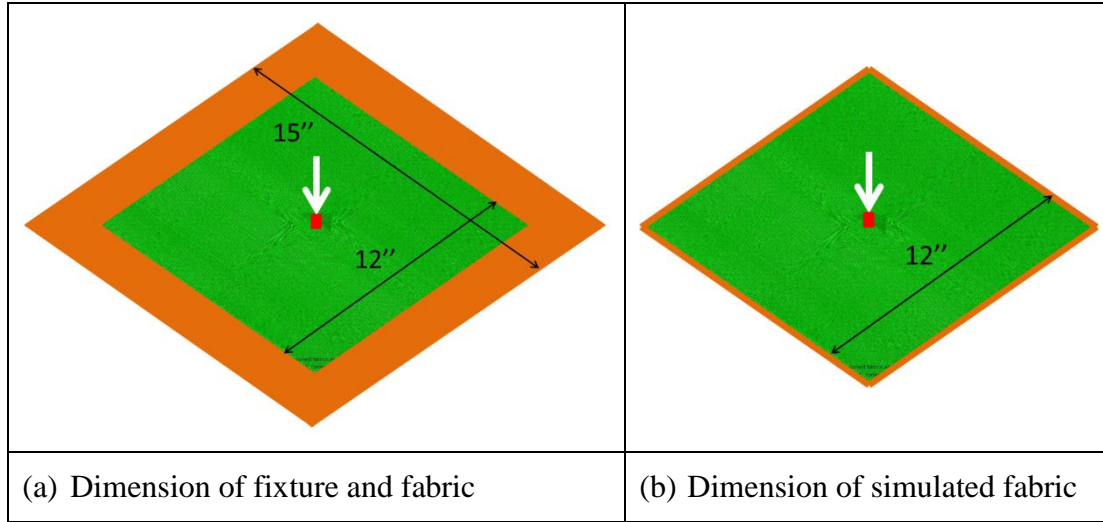 15’’
12’’
12’’
(a) Dimension of fixture and fabric
(b) Dimension of simulated fabric